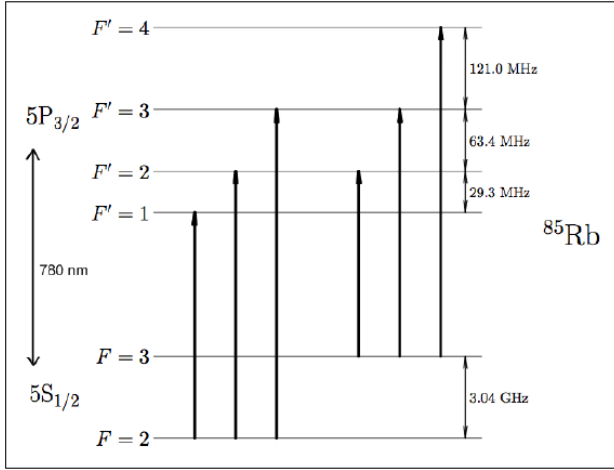 F′ = 4
121.0 MHz
5P3/2
F′ = 3
63.4 MHz
F′ = 2
29.3 MHz
F′ = 1
85Rb
780 nm
F = 3
5S1/2
3.04 GHz
F = 2